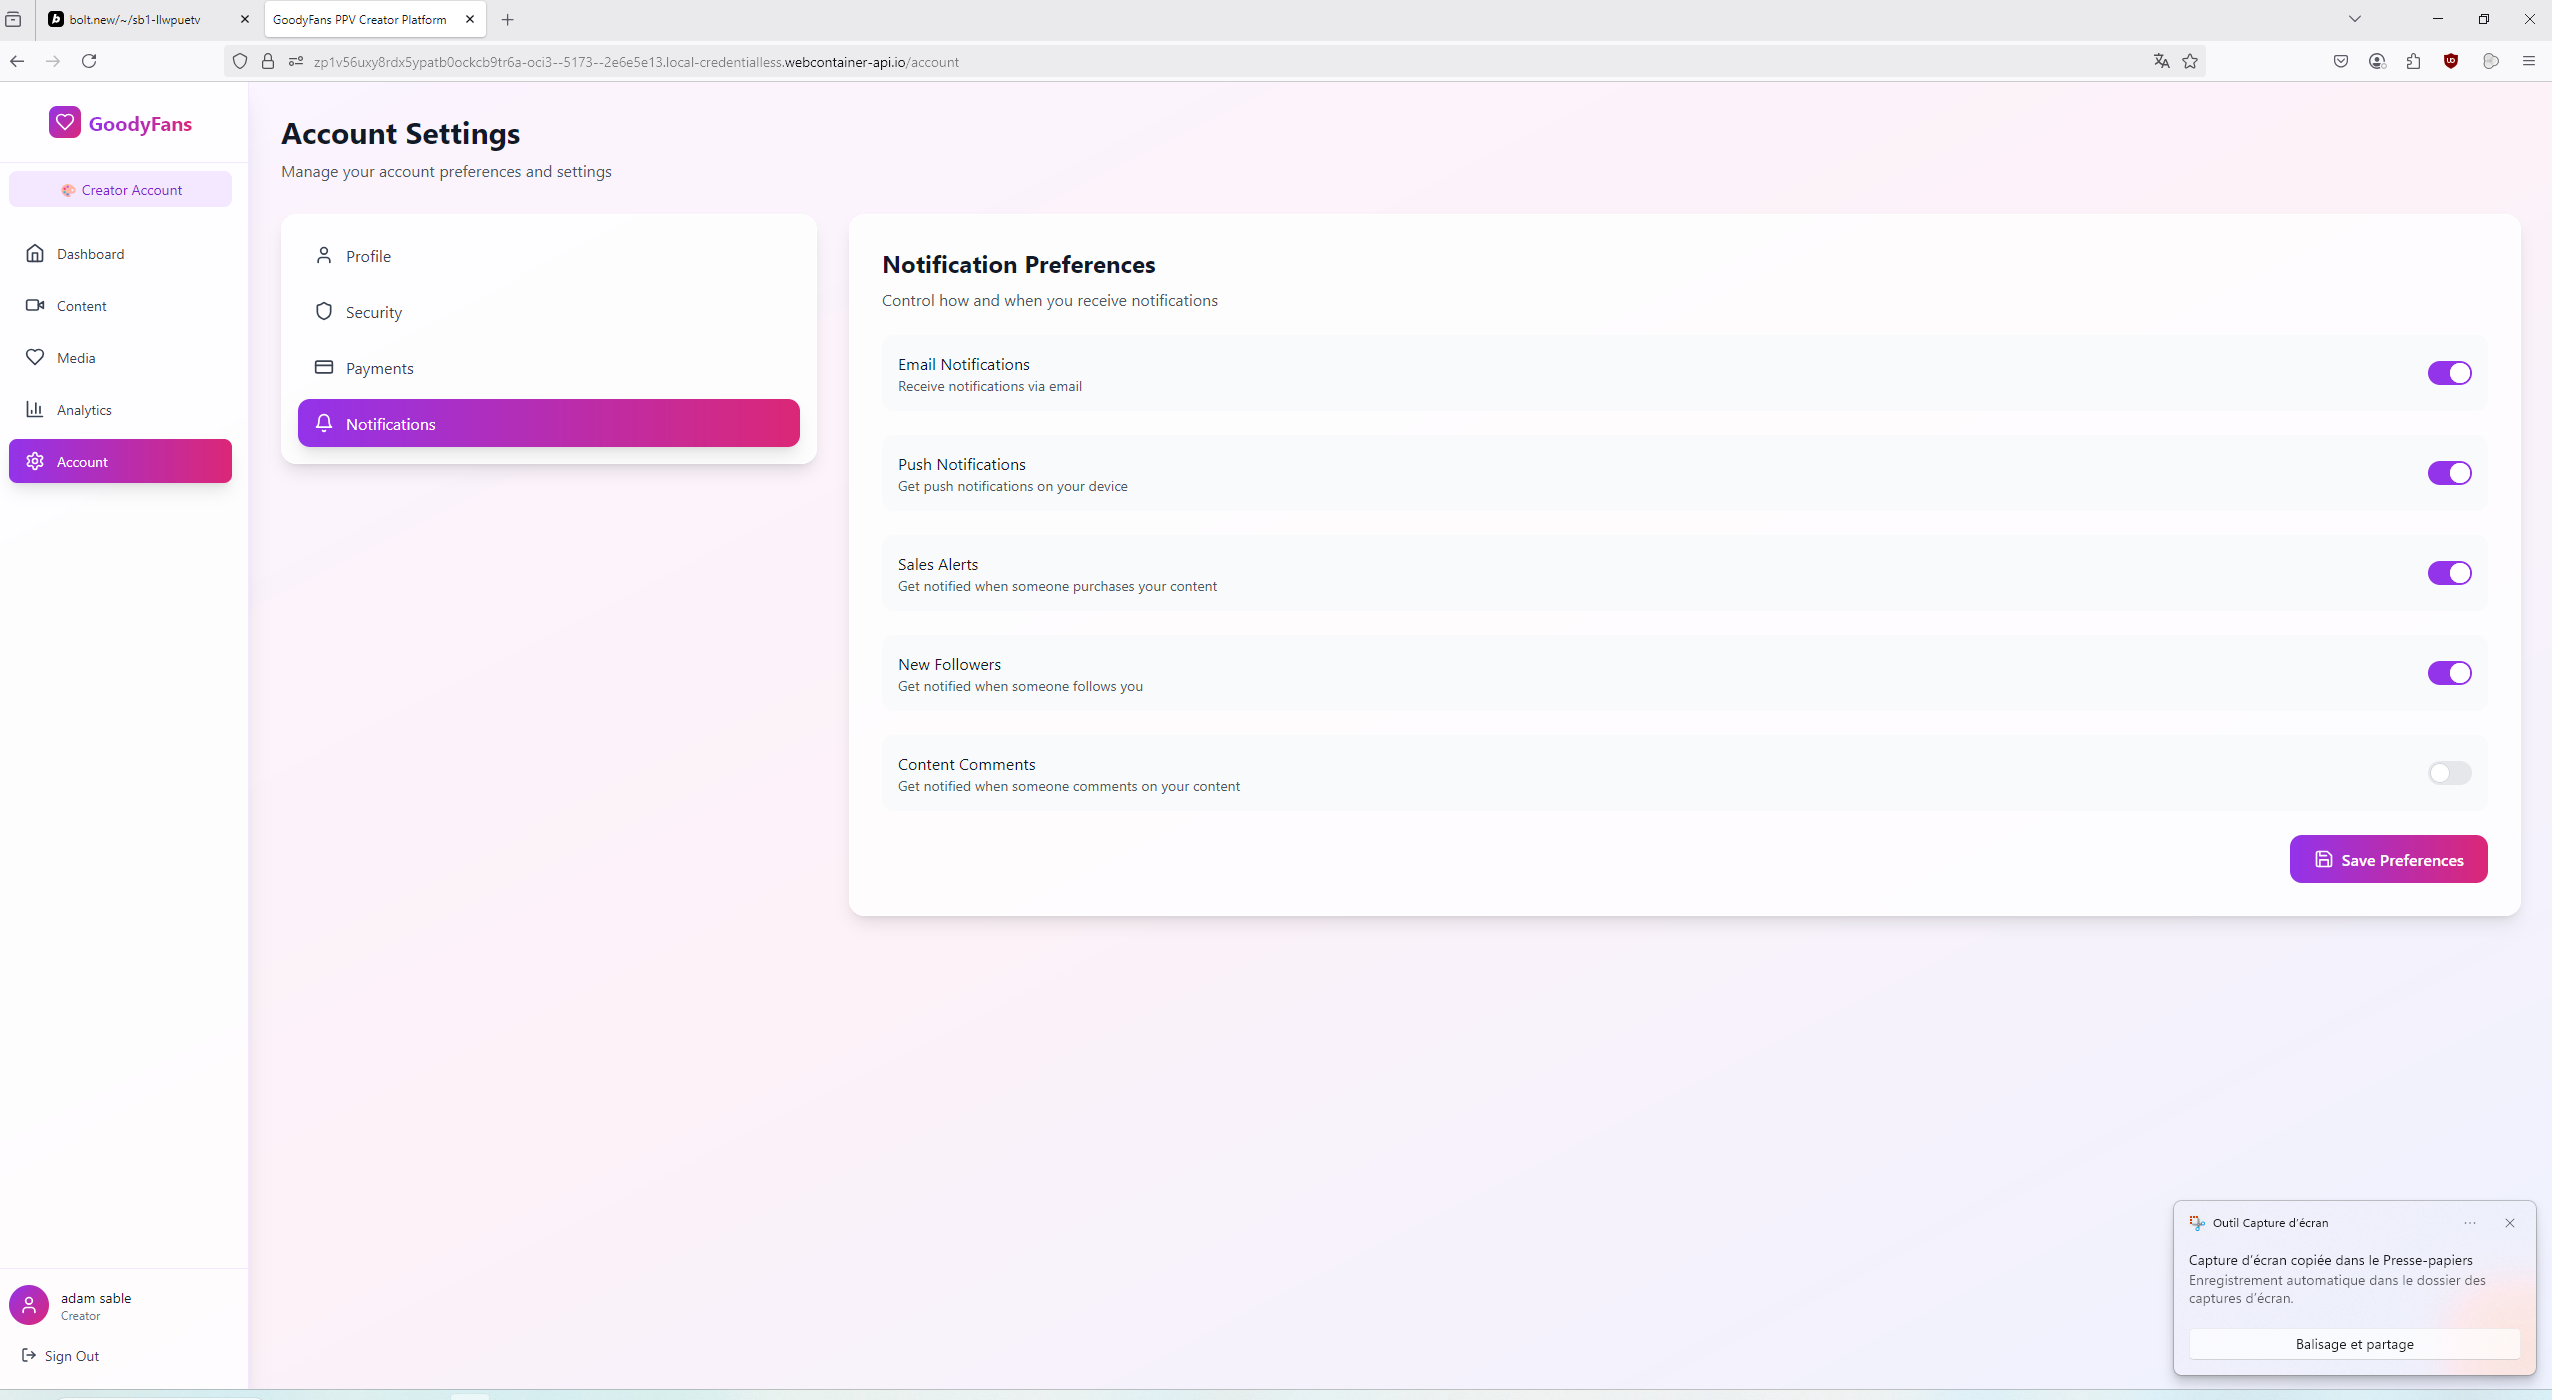 bolt.new/~/sb1-llwpuetv
GoodyFans PPV Creator Platform
zp1v56uxy8rdx5ypatb0ockcb9tr6a-oci3--5173--2e6e5e13.local-credentialless.webcontainer-api.io/account
GoodyFans
Creator Account
Dashboard
Content
Media
Analytics
Account
adam sable
Creator
Sign Out
Account Settings
Manage your account preferences and settings
Profile
Security
Payments
Notifications
Notification Preferences
Control how and when you receive notifications
Email Notifications
Receive notifications via email
Push Notifications
Get push notifications on your device
Sales Alerts
Get notified when someone purchases your content
New Followers
Get notified when someone follows you
Content Comments
Get notified when someone comments on your content
Save Preferences
Outil Capture d'écran
Capture d'écran copiée dans le Presse-papiers
Enregistrement automatique dans le dossier des
captures d'écran.
Balisage et partage